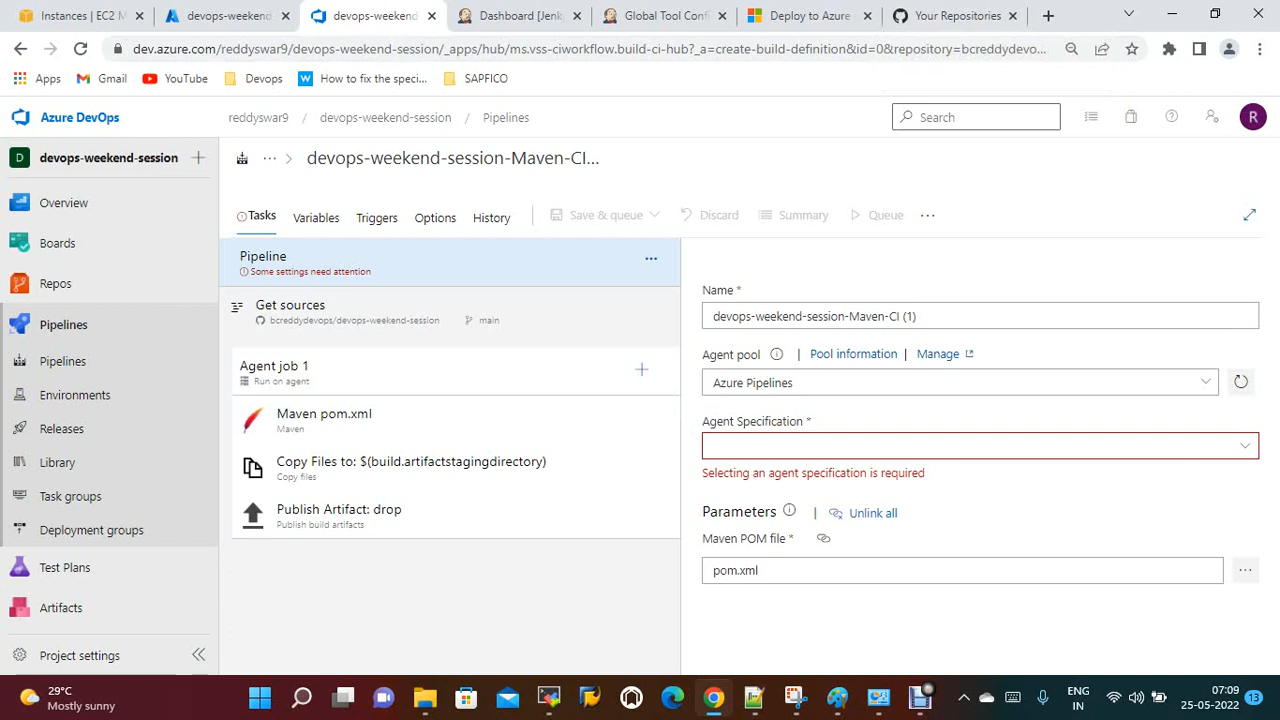 Instances | EC2 M
devops-weekend
devops-weekend
Dashboard [Jenk
Global Tool Conf
Deploy to Azure
Your Repositories
dev.azure.com/reddyswar9/devops-weekend-session/_apps/hub/ms.vss-ciworkflow.build-ci-hub?_a=create-build-definition&id=0&repository=bcreddydevo...
Apps
Gmail
YouTube
Devops
How to fix the speci...
SAPFICO
Azure DevOps
reddyswar9 / devops-weekend-session / Pipelines
Search
R
D
devops-weekend-session
Overview
Boards
Repos
Pipelines
Pipelines
Environments
Releases
Library
Task groups
Deployment groups
Test Plans
Artifacts
Project settings
... > devops-weekend-session-Maven-CI...
Tasks
Variables
Triggers
Options
History
Save & queue
Discard
Summary
Queue
...
Pipeline
Some settings need attention
Get sources
bcreddydevops/devops-weekend-session
main
Agent job 1
Run on agent
Maven pom.xml
Maven
Copy Files to: $(build.artifactstagingdirectory)
Copy files
Publish Artifact: drop
Publish build artifacts
Name *
devops-weekend-session-Maven-CI (1)
Agent pool | Pool information | Manage
Azure Pipelines
Agent Specification *
Selecting an agent specification is required
Parameters | Unlink all
Maven POM file *
pom.xml
...
29°C
Mostly sunny
ENG
IN
07:09
25-05-2022
13